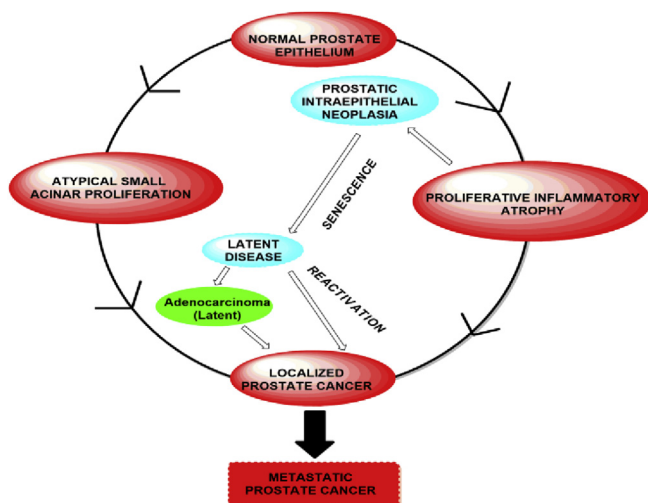 NORMAL PROSTATE
EPITHELIUM
PROSTATIC
INTRAEPITHELIAL
NEOPLASIA
ATYPICAL SMALL
ACINAR PROLIFERATION
SENESCENCE
PROLIFERATIVE INFLAMMATORY
ATROPHY
LATENT
DISEASE
REACTIVATION
Adenocarcinoma
(Latent)
LOCALIZED
PROSTATE CANCER
METASTATIC
PROSTATE CANCER